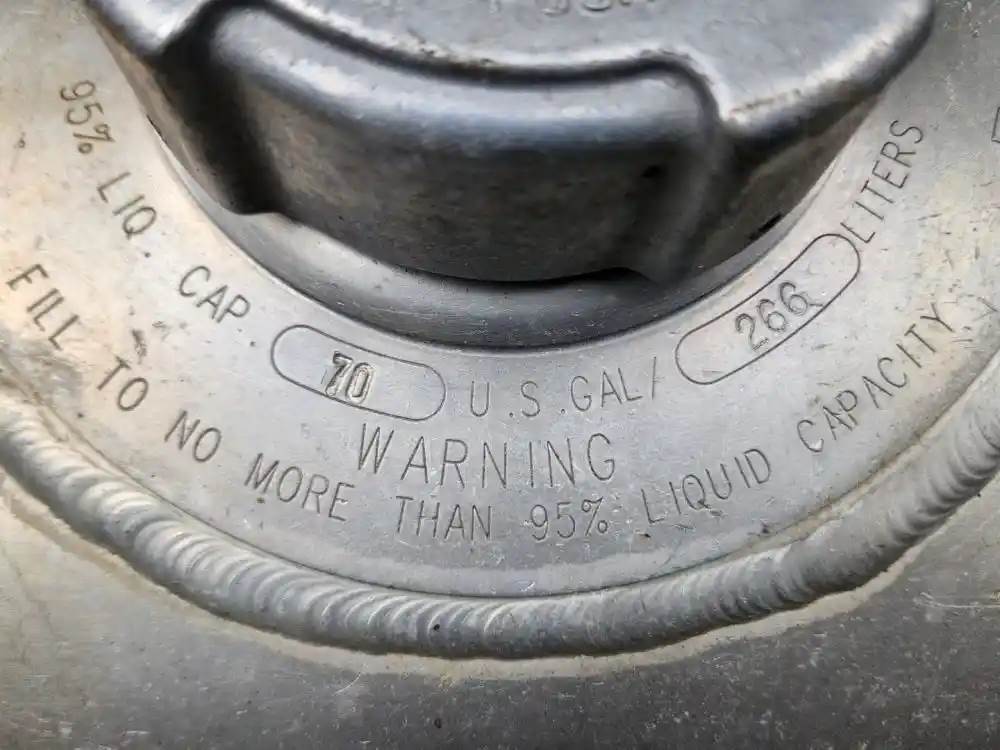 95% LIQ. CAP. 70 U.S.GAL/ 266 LITERS
WARNING
FILL TO NO MORE THAN 95% LIQUID CAPACITY.